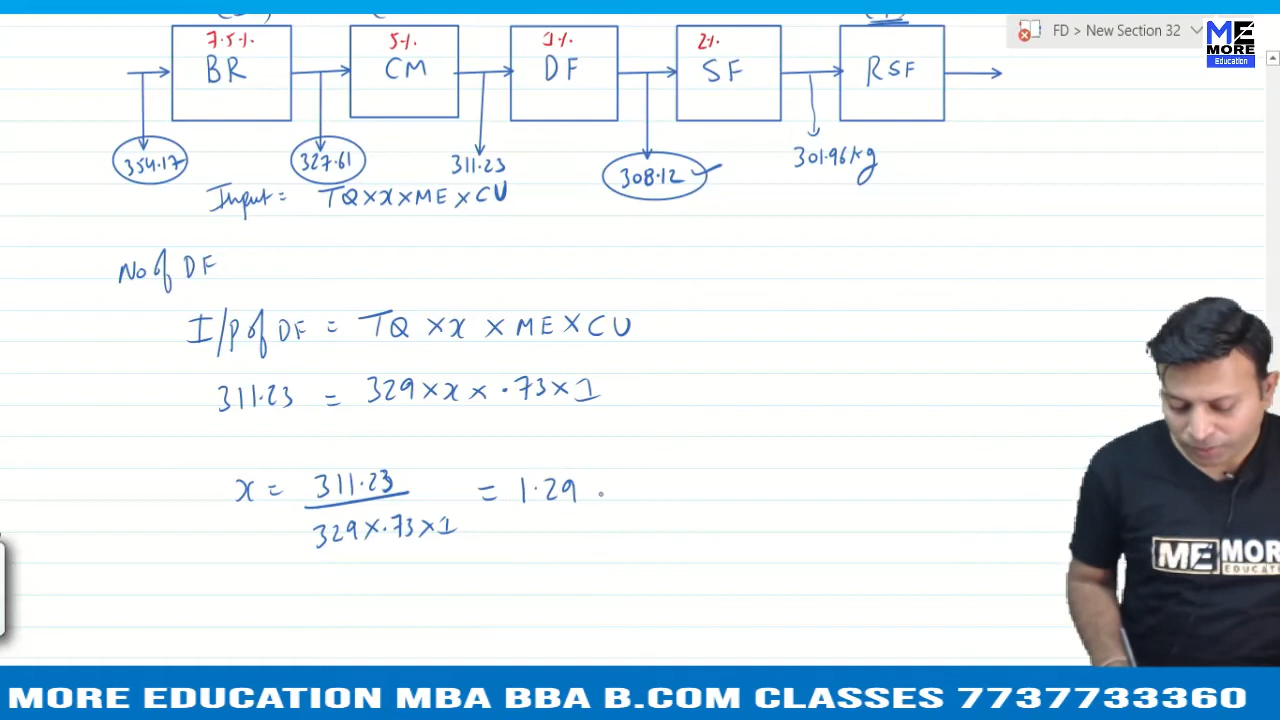 FD > New Section 32
ME
MORE
Education
7.5% 5% 1% 2%
BR CM DF SF RSF
354.17 327.61 311.23 308.12 301.96kg
Input = TQ×x×ME×CU
No of DF
I/P of DF = TQ × x × ME × CU
311.23 = 329 × x × .73 × 1
x = 311.23 = 1.29
329×.73×1
ME MOR
EDUCAT
MORE EDUCATION MBA BBA B.COM CLASSES 7737733360